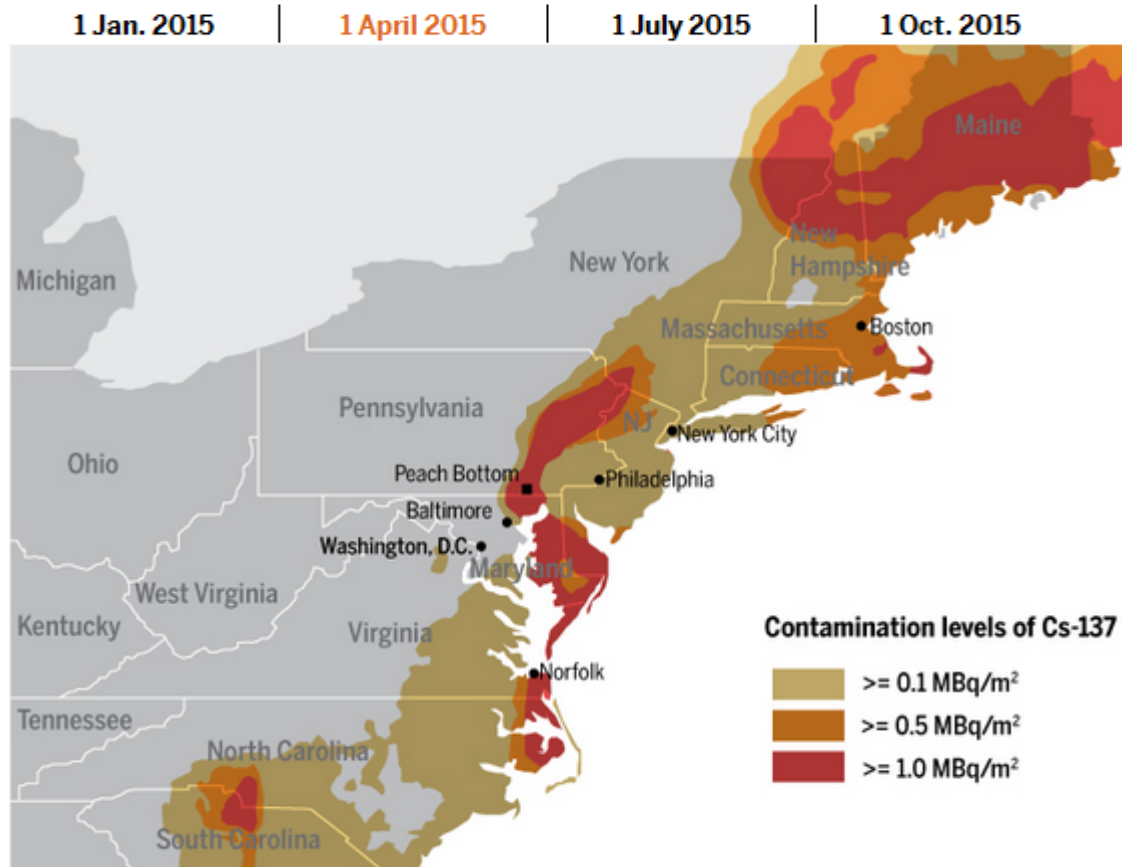 1 Jan. 2015 1 April 2015 1 July 2015 1 Oct. 2015
Maine
New
Hampshire
New York
Michigan
Massachusetts
Boston
Connecticut
Pennsylvania
NJ
New York City
Ohio
Peach Bottom
Philadelphia
Baltimore
Washington, D.C.
Maryland
West Virginia
Kentucky
Virginia
Contamination levels of Cs-137
Norfolk
>= 0.1 MBq/m²
Tennessee
>= 0.5 MBq/m²
North Carolina
>= 1.0 MBq/m²
South Carolina